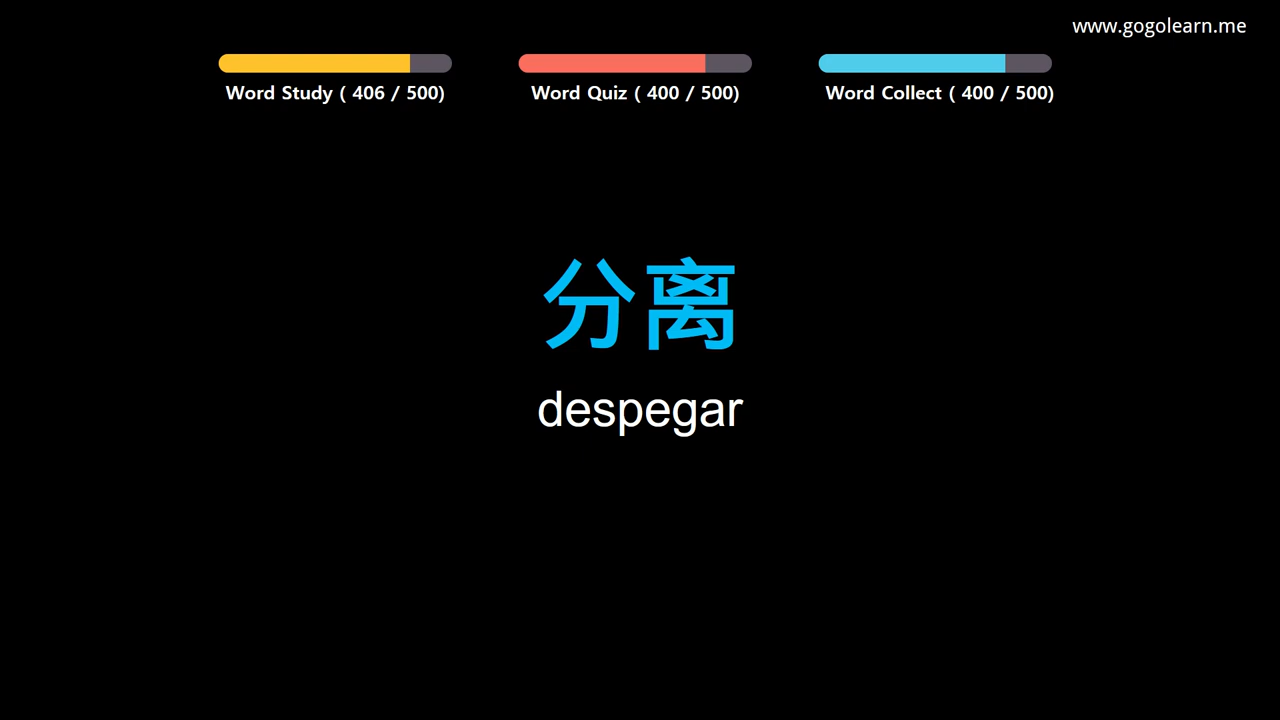 www.gogolearn.me
Word Study ( 406 / 500)
Word Quiz ( 400 / 500)
Word Collect ( 400 / 500)
分离
despegar